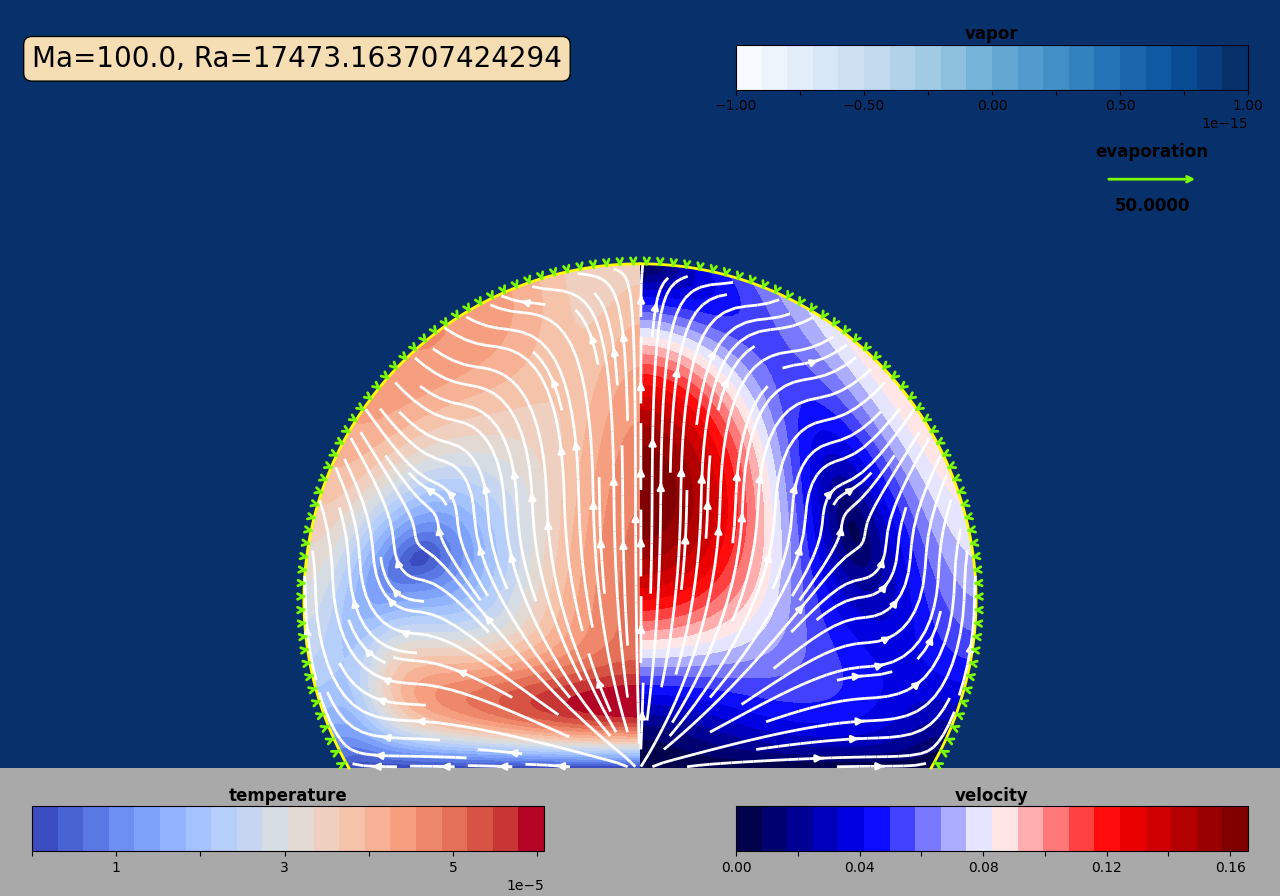 Ma=100.0, Ra=17473.163707424294
vapor
−1.00 −0.50 0.00 0.50 1.00
1e−15
evaporation
50.0000
temperature
1 3 5
1e−5
velocity
0.00 0.04 0.08 0.12 0.16